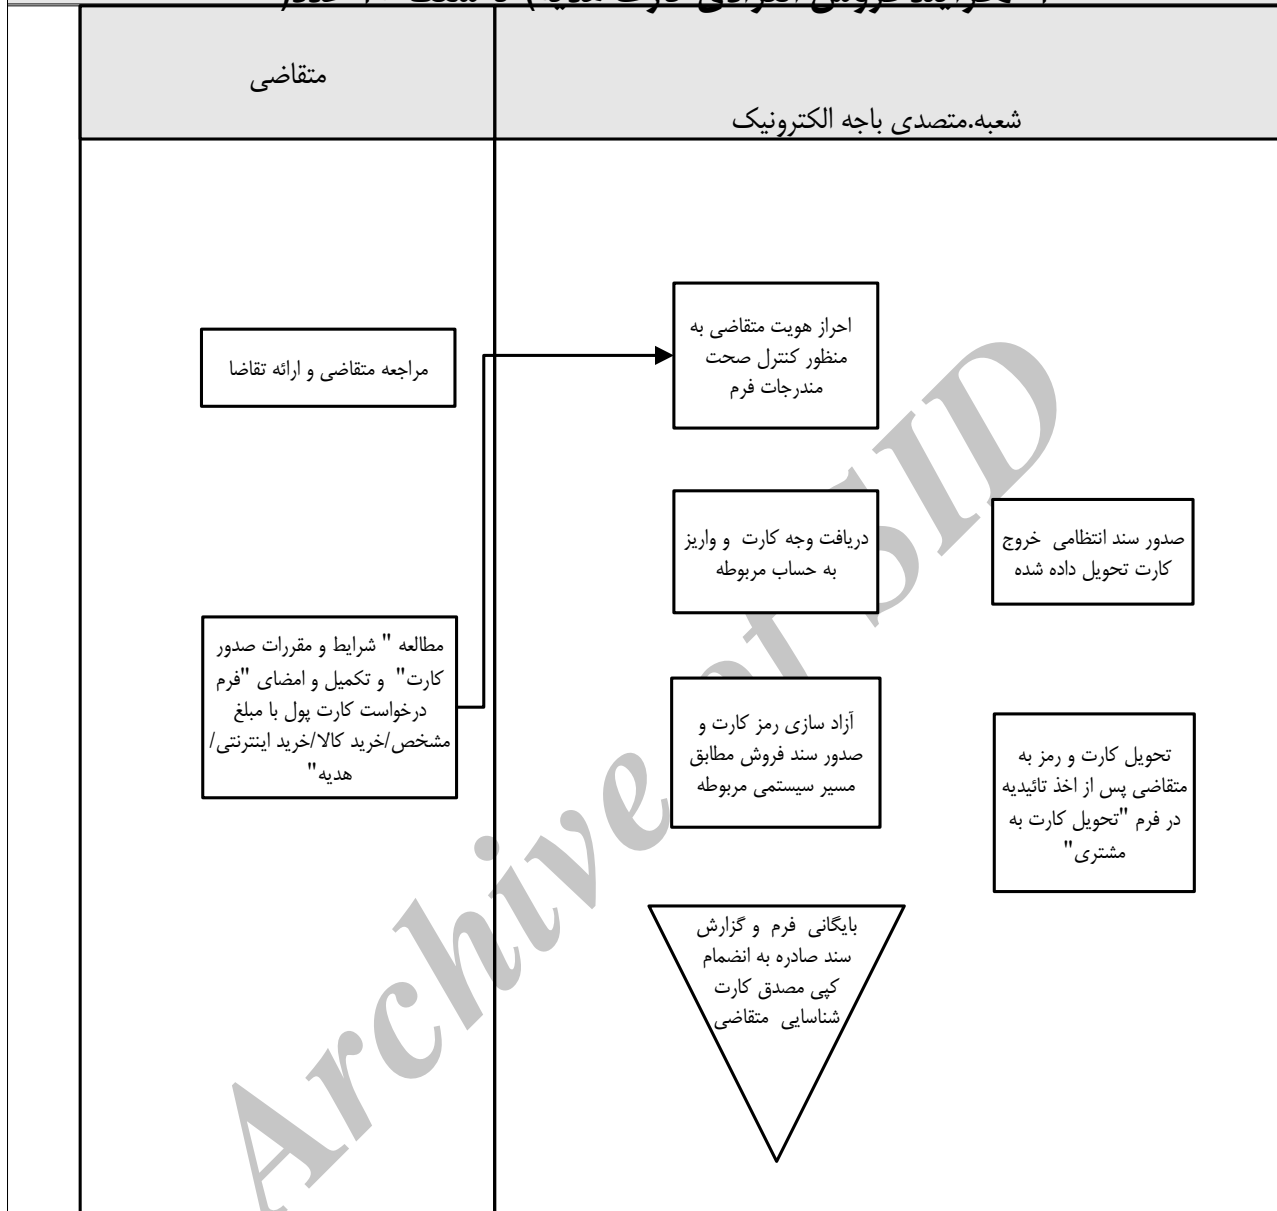 متقاضی
شعبه.متصدی باجه الکترونیک
مراجعه متقاضی و ارائه تقاضا
احراز هویت متقاضی به
منظور کنترل صحت
مندرجات فرم
دریافت وجه کارت و واریز
به حساب مربوطه
صدور سند انتظامی خروج
کارت تحویل داده شده
مطالعه " شرایط و مقررات صدور
کارت" و تکمیل و امضای "فرم
درخواست کارت پول با مبلغ
مشخص/خرید کالا/خرید اینترنتی/
هدیه"
آزاد سازی رمز کارت و
صدور سند فروش مطابق
مسیر سیستمی مربوطه
تحویل کارت و رمز به
متقاضی پس از اخذ تائیدیه
در فرم "تحویل کارت به
مشتری"
بایگانی فرم و گزارش
سند صادره به انضمام
کپی مصدق کارت
شناسایی متقاضی
Archive of SID